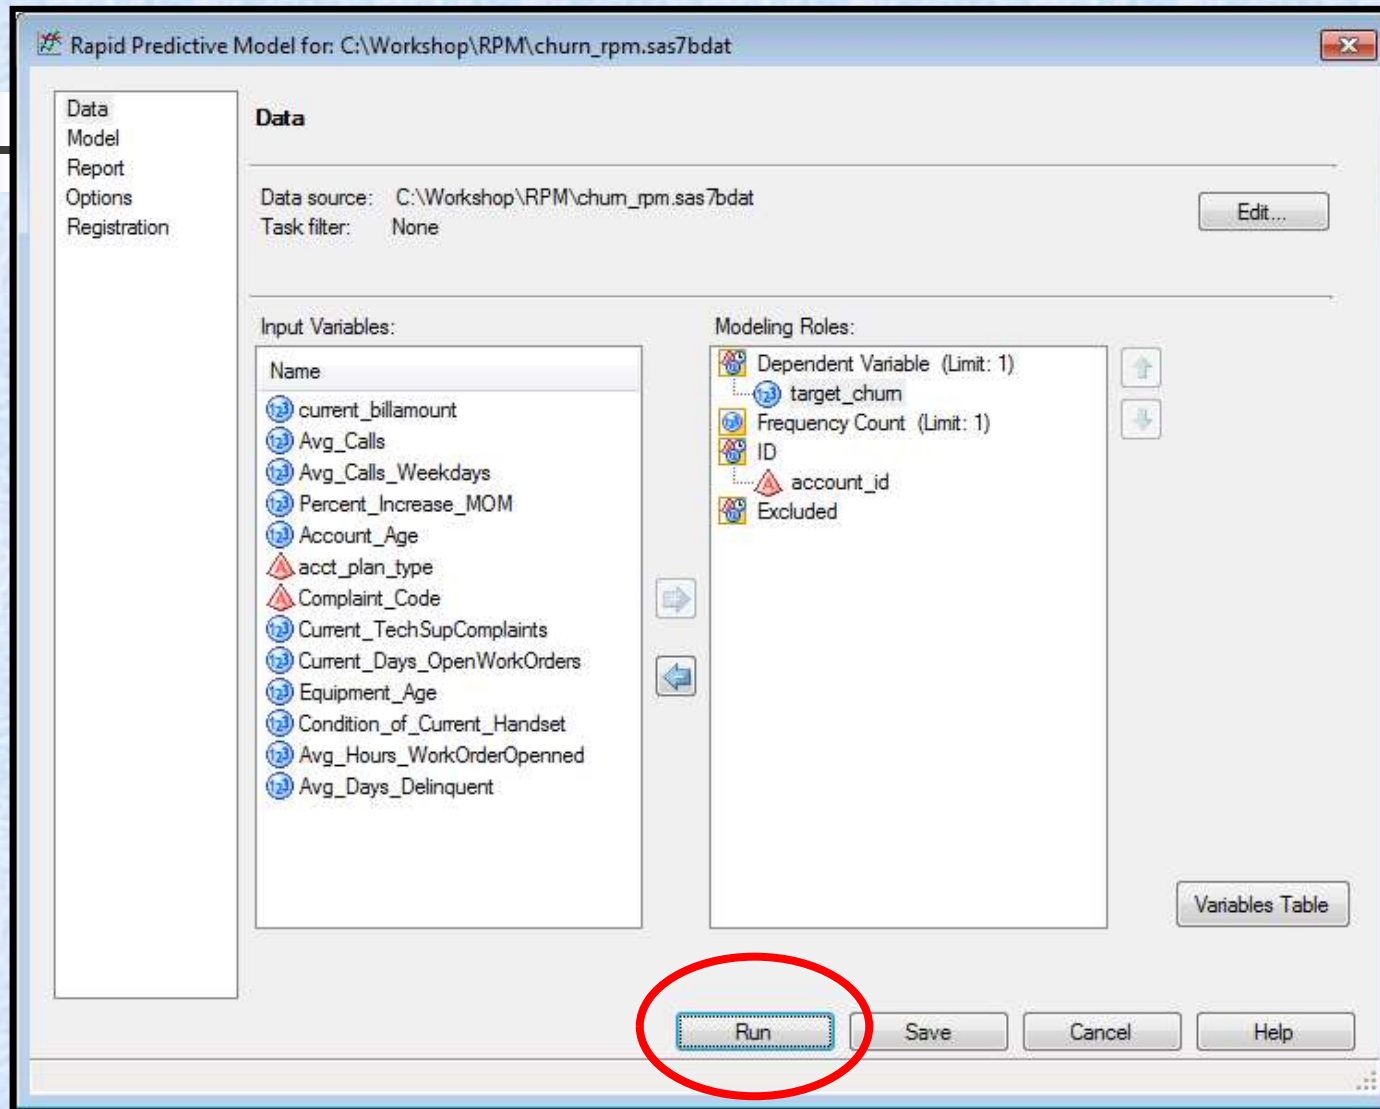 Rapid Predictive Model for: C:\Workshop\RPM\churn_rpm.sas7bdat
Data
Model
Report
Options
Registration
Data
Data source: C:\Workshop\RPM\churn_rpm.sas7bdat
Task filter: None
Edit...
Input Variables:
Name
current_billamount
Avg_Calls
Avg_Calls_Weekdays
Percent_Increase_MOM
Account_Age
acct_plan_type
Complaint_Code
Current_TechSupComplaints
Current_Days_OpenWorkOrders
Equipment_Age
Condition_of_Current_Handset
Avg_Hours_WorkOrderOpenned
Avg_Days_Delinquent
Modeling Roles:
Dependent Variable (Limit: 1)
target_churn
Frequency Count (Limit: 1)
ID
account_id
Excluded
Variables Table
Run
Save
Cancel
Help